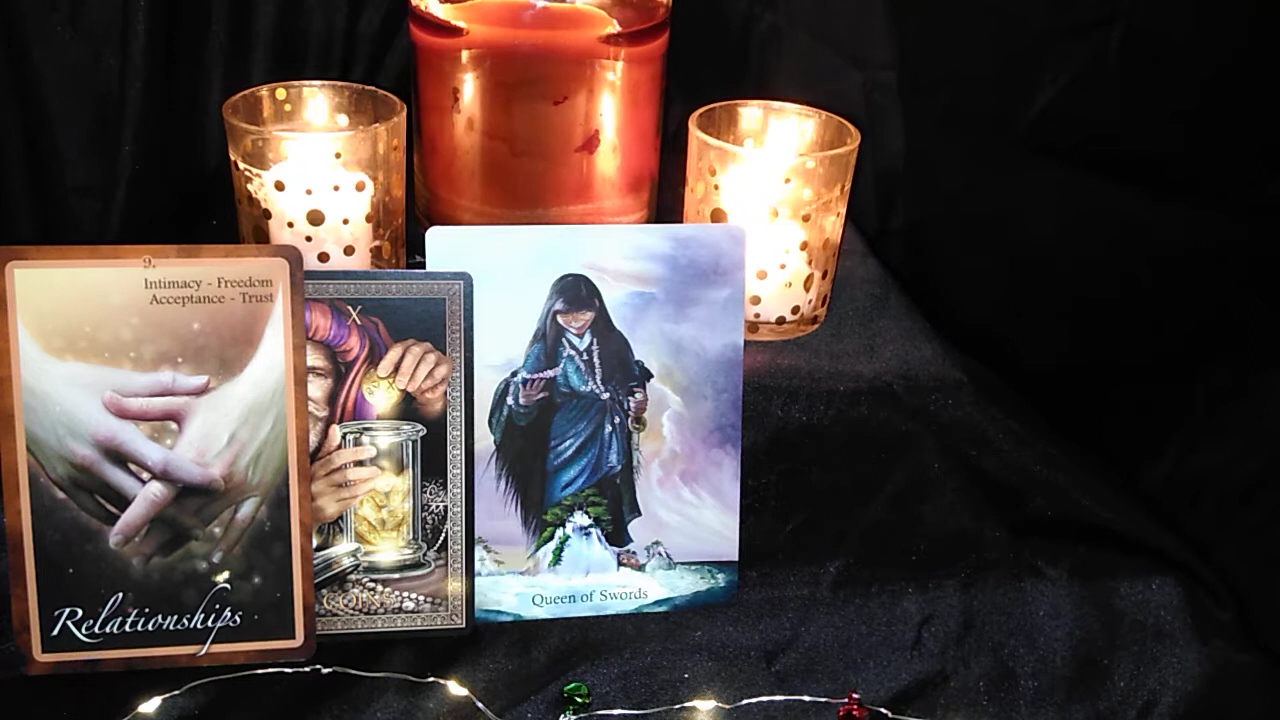 9.
Intimacy - Freedom
Acceptance - Trust
Relationships
X
COINS
Queen of Swords